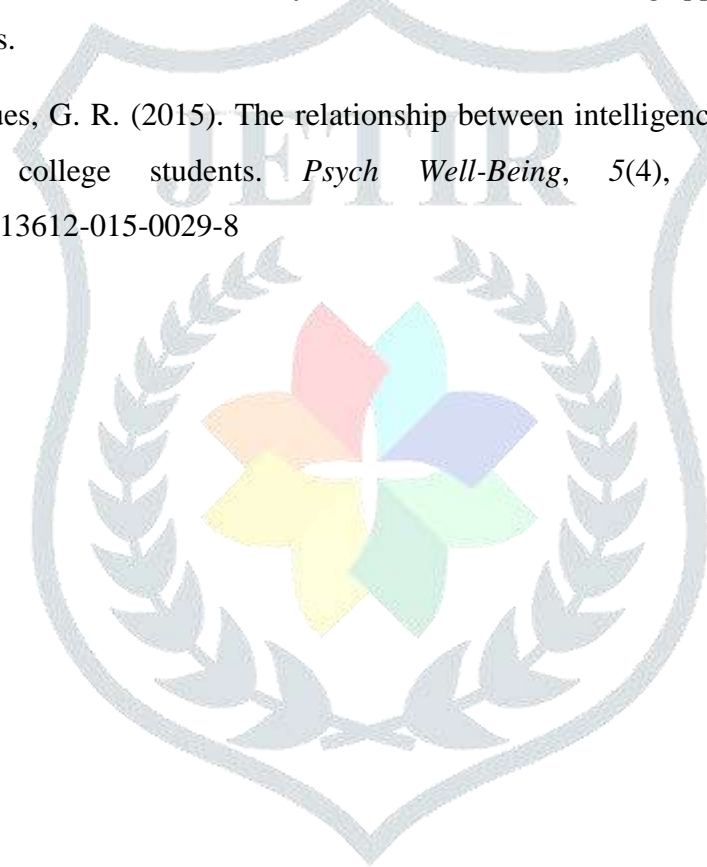 s.
ues, G. R. (2015). The relationship between intelligenc
college students. Psych Well-Being, 5(4),
13612-015-0029-8
JETIR